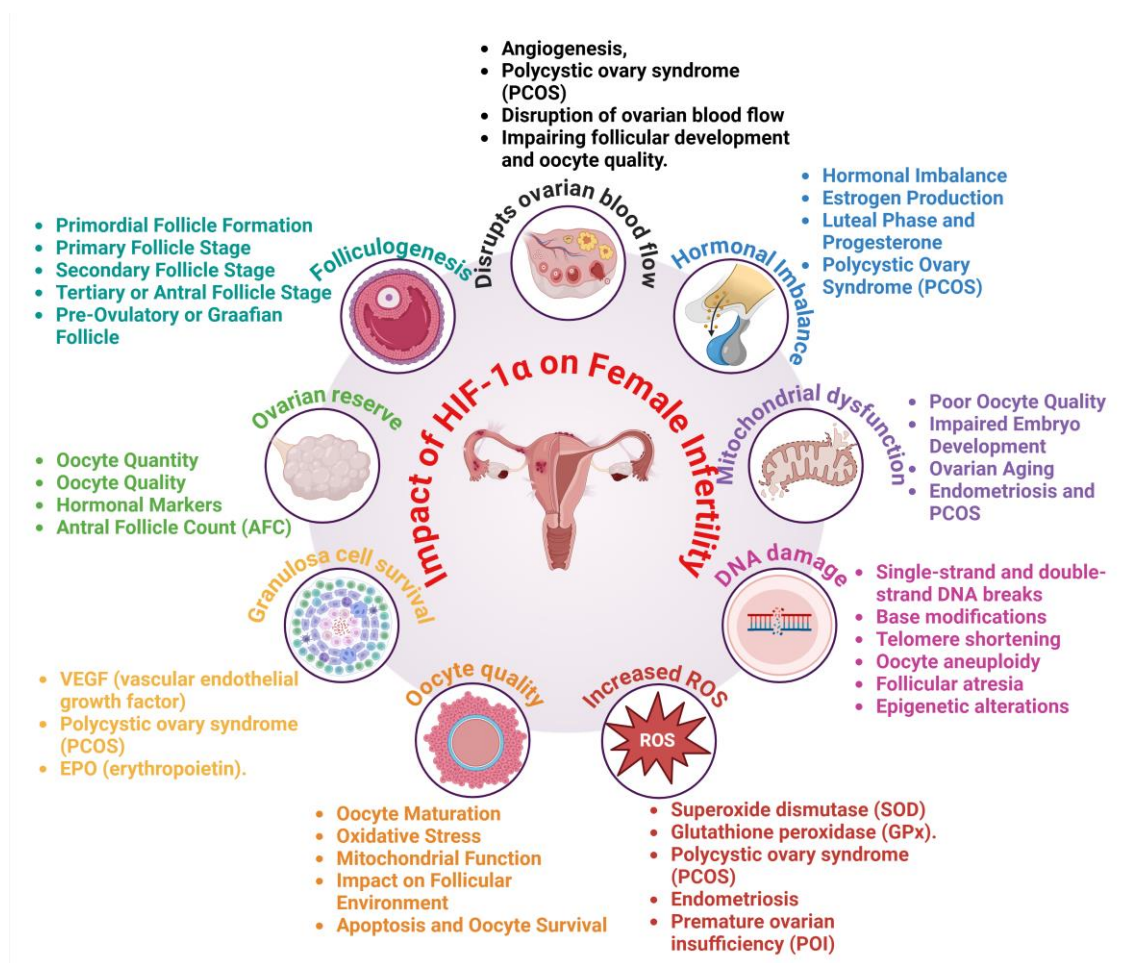 • Angiogenesis,
• Polycystic ovary syndrome
(PCOS)
• Disruption of ovarian blood flow
• Impairing follicular development
and oocyte quality.
Disrupts ovarian blood flow
• Hormonal Imbalance
• Estrogen Production
• Luteal Phase and
Progesterone
• Polycystic Ovary
Syndrome (PCOS)
Hormonal Imbalance
• Primordial Follicle Formation
• Primary Follicle Stage
• Secondary Follicle Stage
• Tertiary or Antral Follicle Stage
• Pre-Ovulatory or Graafian
Follicle
Folliculogenesis
Impact of HIF-1α on Female Infertility
Mitochondrial dysfunction
• Poor Oocyte Quality
• Impaired Embryo
Development
• Ovarian Aging
• Endometriosis and
PCOS
Ovarian reserve
• Oocyte Quantity
• Oocyte Quality
• Hormonal Markers
• Antral Follicle Count (AFC)
DNA damage
• Single-strand and double-
strand DNA breaks
• Base modifications
• Telomere shortening
• Oocyte aneuploidy
• Follicular atresia
• Epigenetic alterations
Granulosa cell survival
• VEGF (vascular endothelial
growth factor)
• Polycystic ovary syndrome
(PCOS)
• EPO (erythropoietin).
Oocyte quality
• Oocyte Maturation
• Oxidative Stress
• Mitochondrial Function
• Impact on Follicular
Environment
• Apoptosis and Oocyte Survival
Increased ROS
ROS
• Superoxide dismutase (SOD)
• Glutathione peroxidase (GPx).
• Polycystic ovary syndrome
(PCOS)
• Endometriosis
• Premature ovarian
insufficiency (POI)